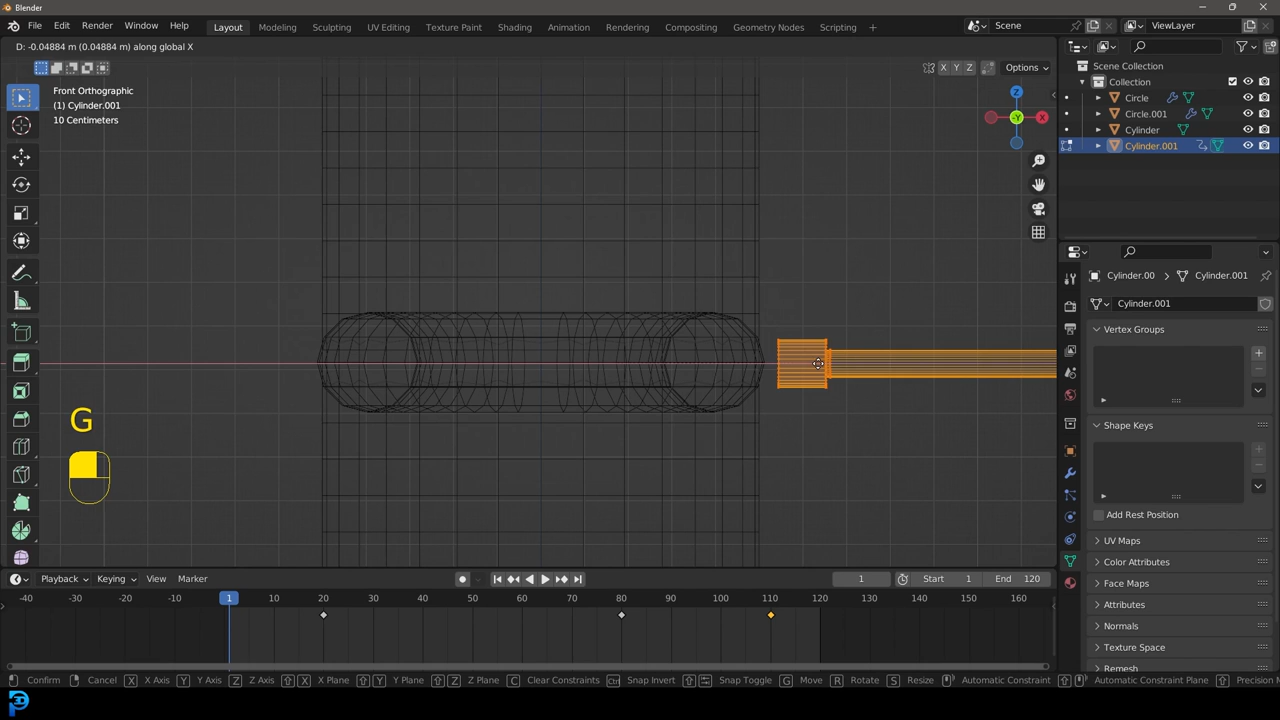 Blender
File Edit Render Window Help
Layout Modeling Sculpting UV Editing Texture Paint Shading Animation Rendering Compositing Geometry Nodes Scripting +
Scene
ViewLayer
D: -0.04884 m (0.04884 m) along global X
X Y Z Options
Front Orthographic
(1) Cylinder.001
10 Centimeters
Z
-Y
X
Scene Collection
Collection
Circle
Circle.001
Cylinder
Cylinder.001
Cylinder.00 > Cylinder.001
Cylinder.001
Vertex Groups
Shape Keys
Add Rest Position
UV Maps
Color Attributes
Face Maps
Attributes
Normals
Texture Space
Remesh
G
Playback Keying View Marker
1 Start 1 End 120
-40 -30 -20 -10 1 10 20 30 40 50 60 70 80 90 100 110 120 130 140 150 160
Confirm Cancel X X Axis Y Y Axis Z Z Axis X X Plane Y Y Plane Z Z Plane C Clear Constraints Ctrl Snap Invert Snap Toggle G Move R Rotate S Resize Automatic Constraint Automatic Constraint Plane Precision